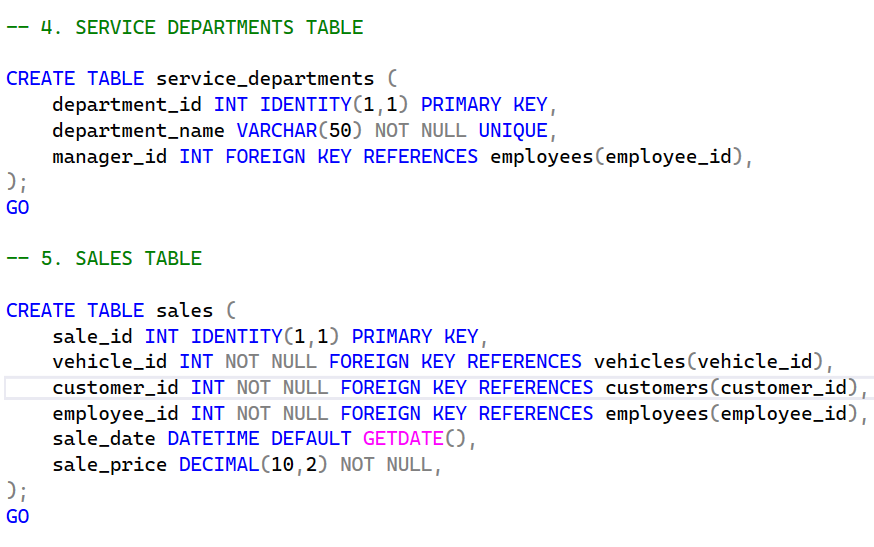 -- 4. SERVICE DEPARTMENTS TABLE
CREATE TABLE service_departments (
    department_id INT IDENTITY(1,1) PRIMARY KEY,
    department_name VARCHAR(50) NOT NULL UNIQUE,
    manager_id INT FOREIGN KEY REFERENCES employees(employee_id),
);
GO
-- 5. SALES TABLE
CREATE TABLE sales (
    sale_id INT IDENTITY(1,1) PRIMARY KEY,
    vehicle_id INT NOT NULL FOREIGN KEY REFERENCES vehicles(vehicle_id),
    customer_id INT NOT NULL FOREIGN KEY REFERENCES customers(customer_id),
    employee_id INT NOT NULL FOREIGN KEY REFERENCES employees(employee_id),
    sale_date DATETIME DEFAULT GETDATE(),
    sale_price DECIMAL(10,2) NOT NULL,
);
GO